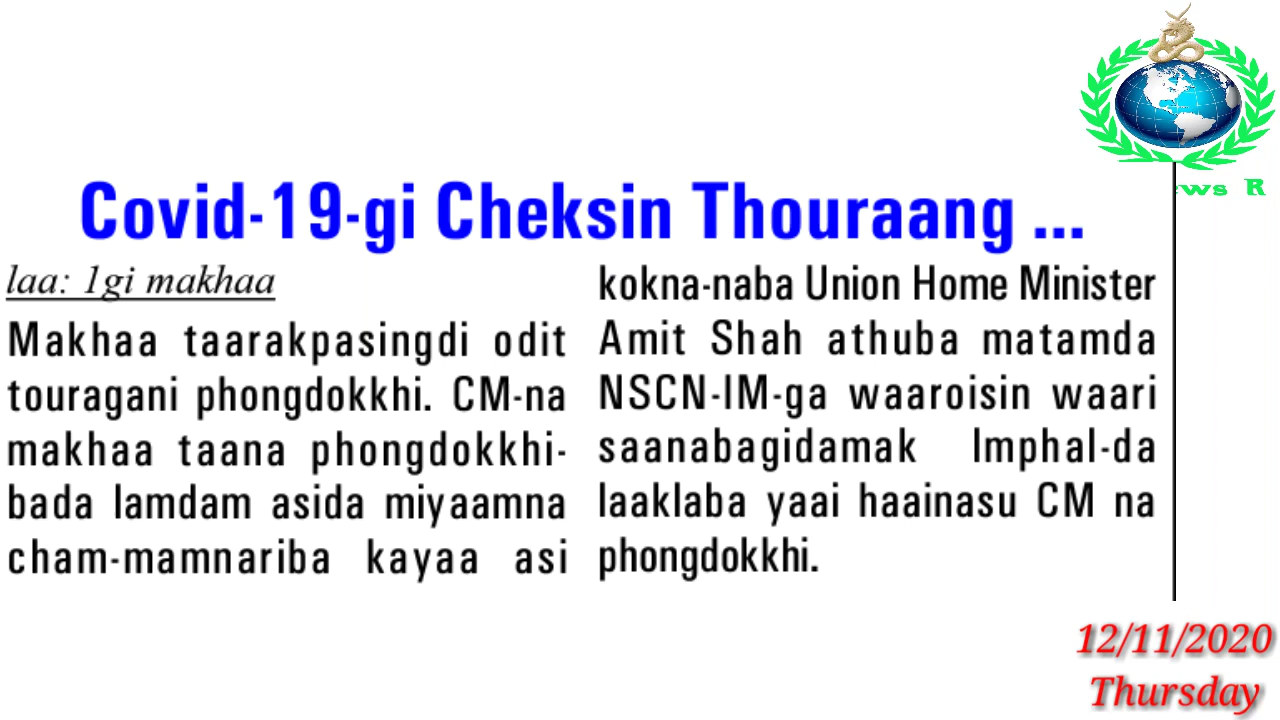 Covid-19-gi Cheksin Thouraang ...
laa: 1gi makhaa
Makhaa taarakpasingdi odit
touragani phongdokkhi. CM-na
makhaa taana phongdokkhi-
bada lamdam asida miyaamna
cham-mamnariba kayaa asi
kokna-naba Union Home Minister
Amit Shah athuba matamda
NSCN-IM-ga waaroisin waari
saanabagidamak Imphal-da
laaklaba yaai haainasu CM na
phongdokkhi.
12/11/2020
Thursday